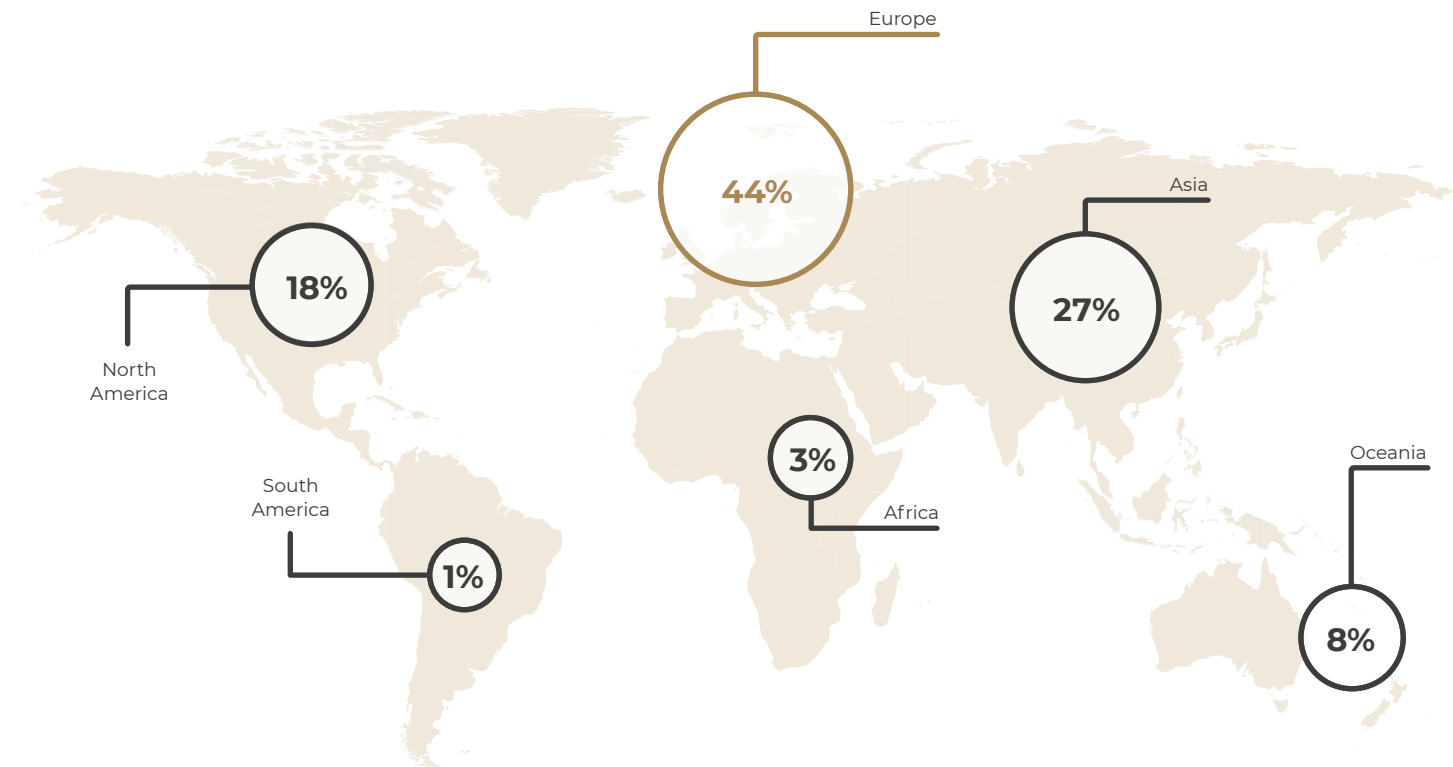 Europe
44%
Asia
27%
18%
North
America
3%
Africa
South
America
1%
Oceania
8%